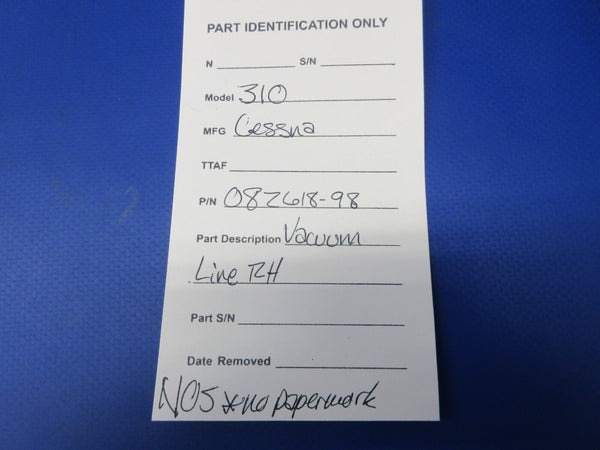 PART IDENTIFICATION ONLY
N S/N
Model 310
MFG Cessna
TTAF
P/N 082618-98
Part Description Vacuum
Line RH
Part S/N
Date Removed
NOS *no paperwork